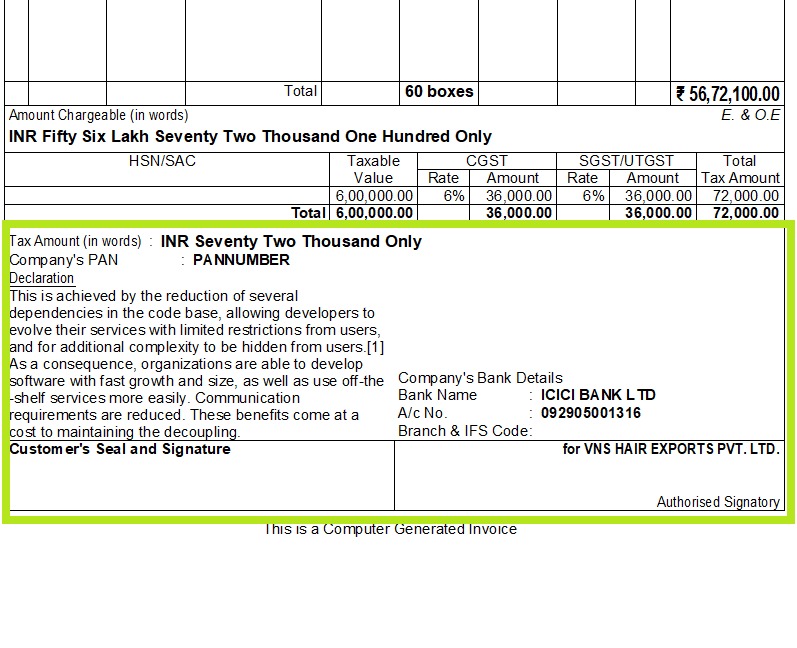 Total 60 boxes ₹ 56,72,100.00
Amount Chargeable (in words) E. & O.E
INR Fifty Six Lakh Seventy Two Thousand One Hundred Only
HSN/SAC Taxable Value CGST SGST/UTGST Total Tax Amount
Rate Amount Rate Amount
6,00,000.00 6% 36,000.00 6% 36,000.00 72,000.00
Total 6,00,000.00 36,000.00 36,000.00 72,000.00
Tax Amount (in words) : INR Seventy Two Thousand Only
Company's PAN : PANNUMBER
Declaration
This is achieved by the reduction of several
dependencies in the code base, allowing developers to
evolve their services with limited restrictions from users,
and for additional complexity to be hidden from users.[1]
As a consequence, organizations are able to develop
software with fast growth and size, as well as use off-the
-shelf services more easily. Communication
requirements are reduced. These benefits come at a
cost to maintaining the decoupling.
Company's Bank Details
Bank Name : ICICI BANK LTD
A/c No. : 092905001316
Branch & IFS Code:
Customer's Seal and Signature
for VNS HAIR EXPORTS PVT. LTD.
Authorised Signatory
This is a Computer Generated Invoice